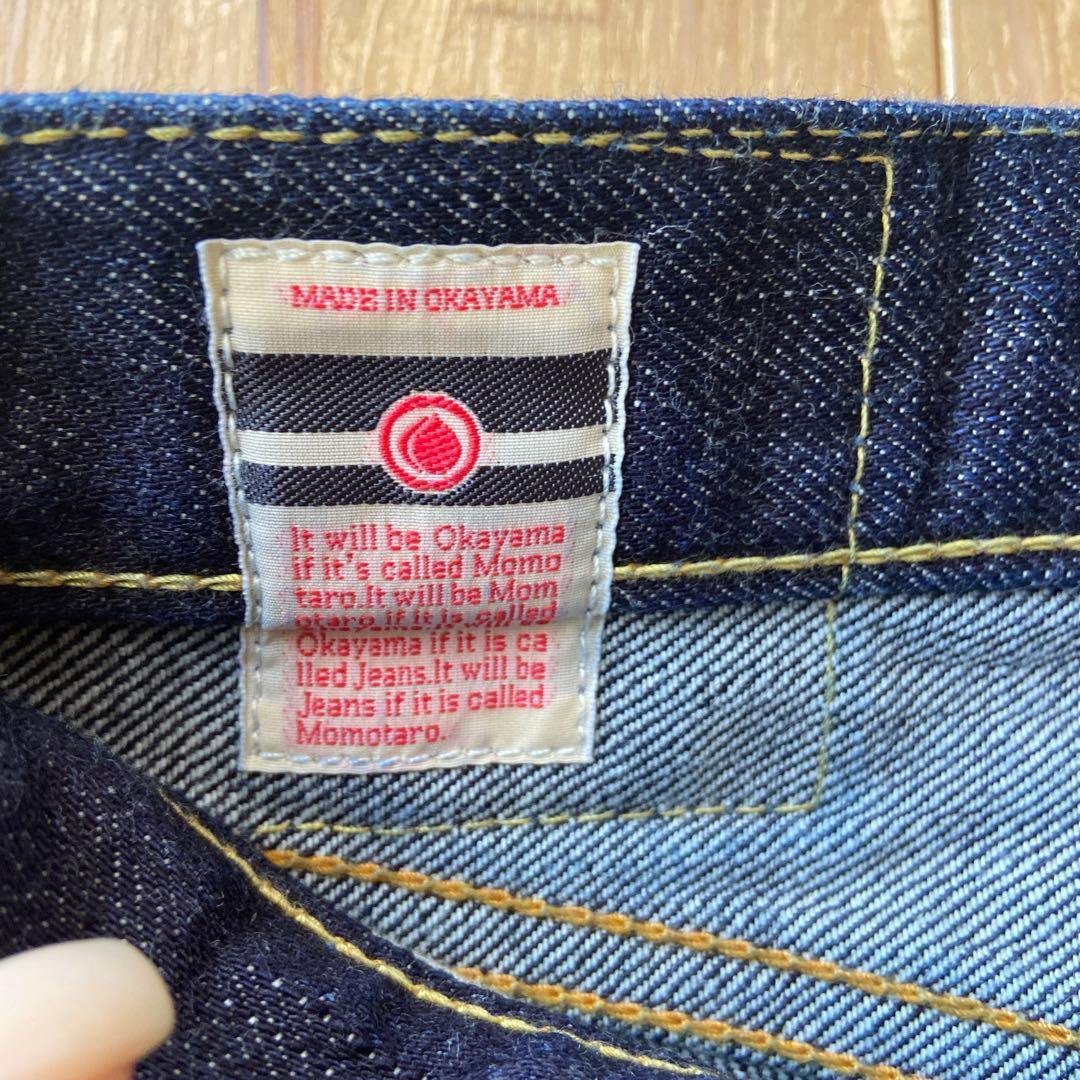 MADE IN OKAYAMA
It will be Okayama
if it's called Momo
taro.It will be Mom
otaro if it is called
Okayama if it is ca
lled Jeans.It will be
Jeans if it is called
Momotaro.